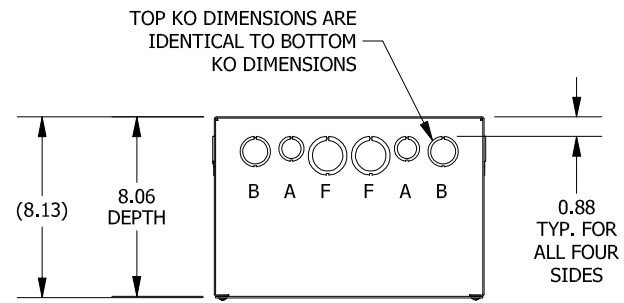 TOP KO DIMENSIONS ARE
IDENTICAL TO BOTTOM
KO DIMENSIONS
B A F F A B
(8.13)
8.06
DEPTH
0.88
TYP. FOR
ALL FOUR
SIDES